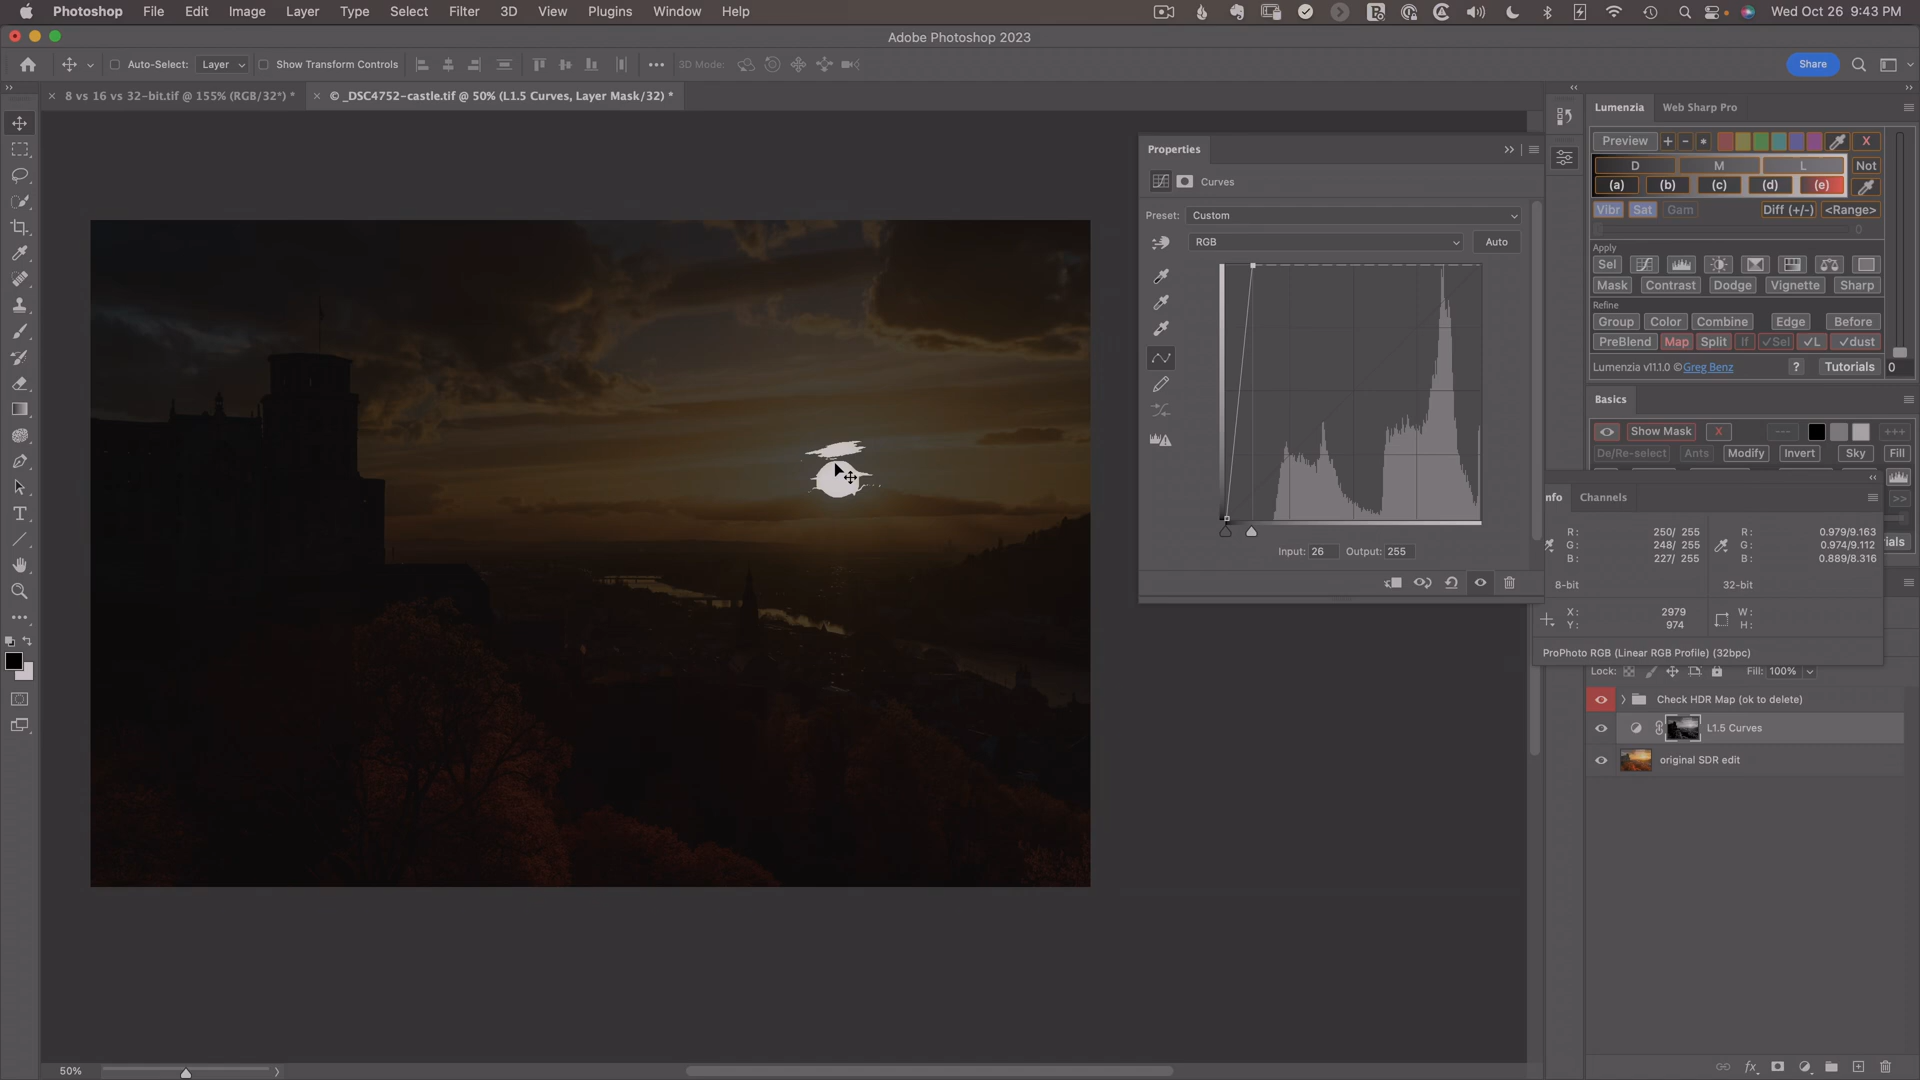 Photoshop File Edit Image Layer Type Select Filter 3D View Plugins Window Help Wed Oct 26 9:43 PM
Adobe Photoshop 2023
Auto-Select: Layer Show Transform Controls 3D Mode: Share
8 vs 16 vs 32-bit.tif @ 155% (RGB/32*) * © _DSC4752-castle.tif @ 50% (L1.5 Curves, Layer Mask/32) *
Properties
Curves
Preset: Custom
RGB Auto
Input: 26 Output: 255
Lumenzia Web Sharp Pro
Preview + - * X
D M L Not
(a) (b) (c) (d) (e)
Vibr Sat Gam Diff (+/-) <Range>
0
Apply
Sel
Mask Contrast Dodge Vignette Sharp
Refine
Group Color Combine Edge Before
PreBlend Map Split If ✓Sel ✓L ✓dust
Lumenzia v11.1.0 © Greg Benz ? Tutorials 0
Basics
Show Mask X --- +++
De/Re-select Ants Modify Invert Sky Fill
nfo Channels
>>
R: 250/ 255 R: 0.979/9.163
G: 248/ 255 G: 0.974/9.112
B: 227/ 255 B: 0.889/8.316
ials
8-bit 32-bit
X: 2979 W:
Y: 974 H:
ProPhoto RGB (Linear RGB Profile) (32bpc)
Lock: Fill: 100%
Check HDR Map (ok to delete)
L1.5 Curves
original SDR edit
50%
fx